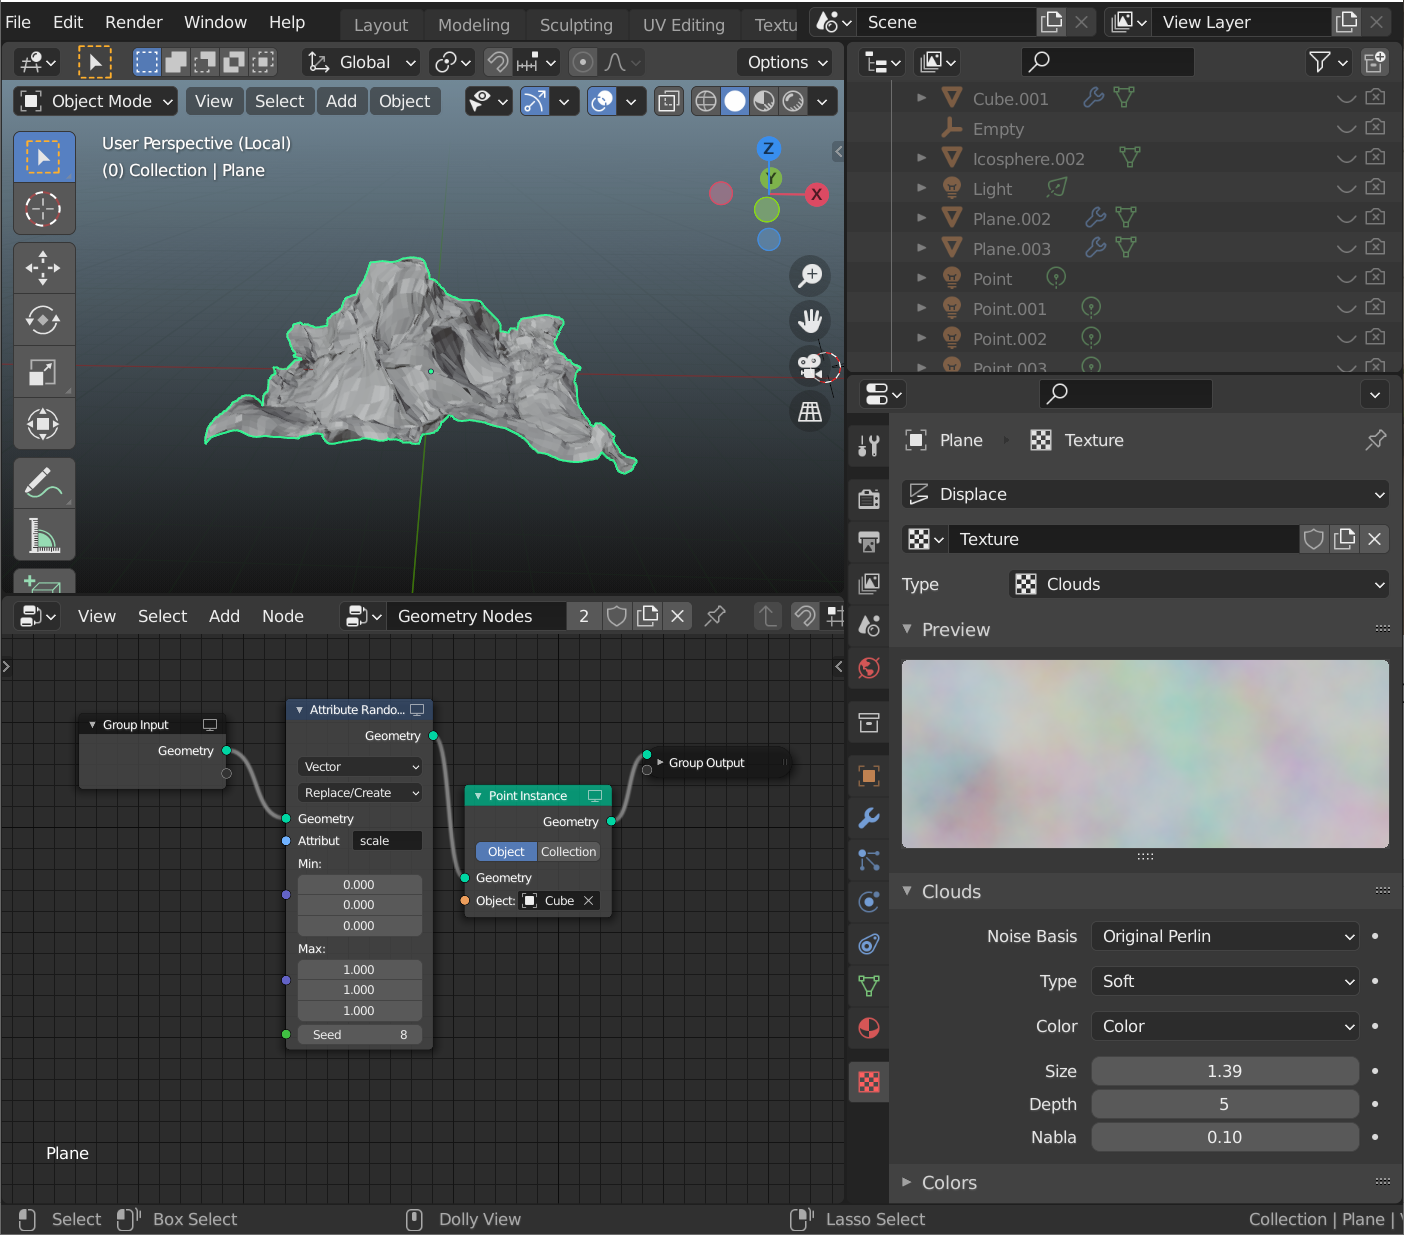 File Edit Render Window Help Layout Modeling Sculpting UV Editing Textu Scene View Layer
Global Options
Object Mode View Select Add Object
User Perspective (Local)
(0) Collection | Plane
Z
Y
X
Cube.001
Empty
Icosphere.002
Light
Plane.002
Plane.003
Point
Point.001
Point.002
Point.003
Plane Texture
Displace
Texture
Type Clouds
Preview
Clouds
Noise Basis Original Perlin
Type Soft
Color Color
Size 1.39
Depth 5
Nabla 0.10
Colors
View Select Add Node Geometry Nodes 2
Group Input
Geometry
Attribute Rando...
Geometry
Vector
Replace/Create
Geometry
Attribut scale
Min:
0.000
0.000
0.000
Max:
1.000
1.000
1.000
Seed 8
Point Instance
Geometry
Object Collection
Geometry
Object: Cube
Group Output
Plane
Select Box Select Dolly View Lasso Select Collection | Plane |